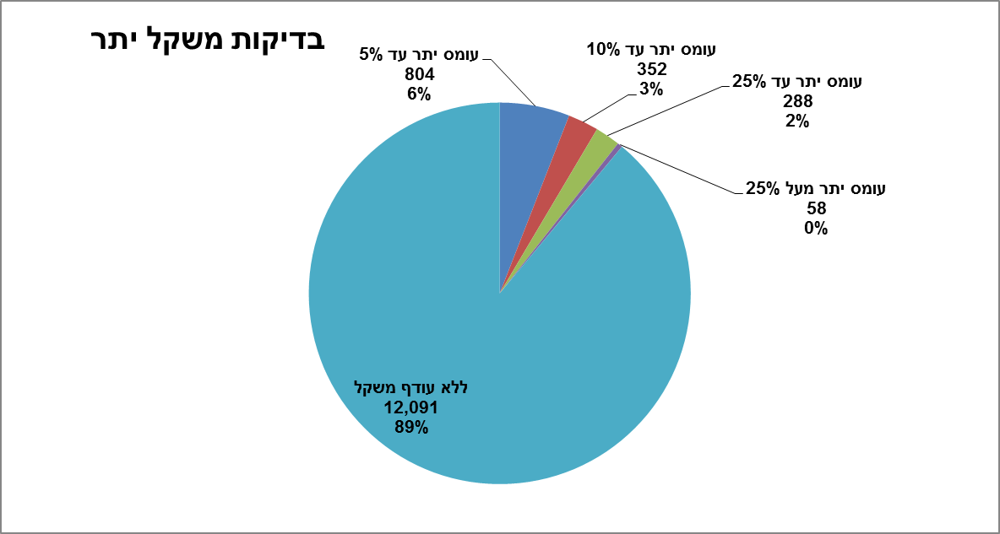 בדיקות משקל יתר
עומס יתר עד 5%
804
6%
עומס יתר עד 10%
352
3%
עומס יתר עד 25%
288
2%
עומס יתר מעל 25%
58
0%
ללא עודף משקל
12,091
89%